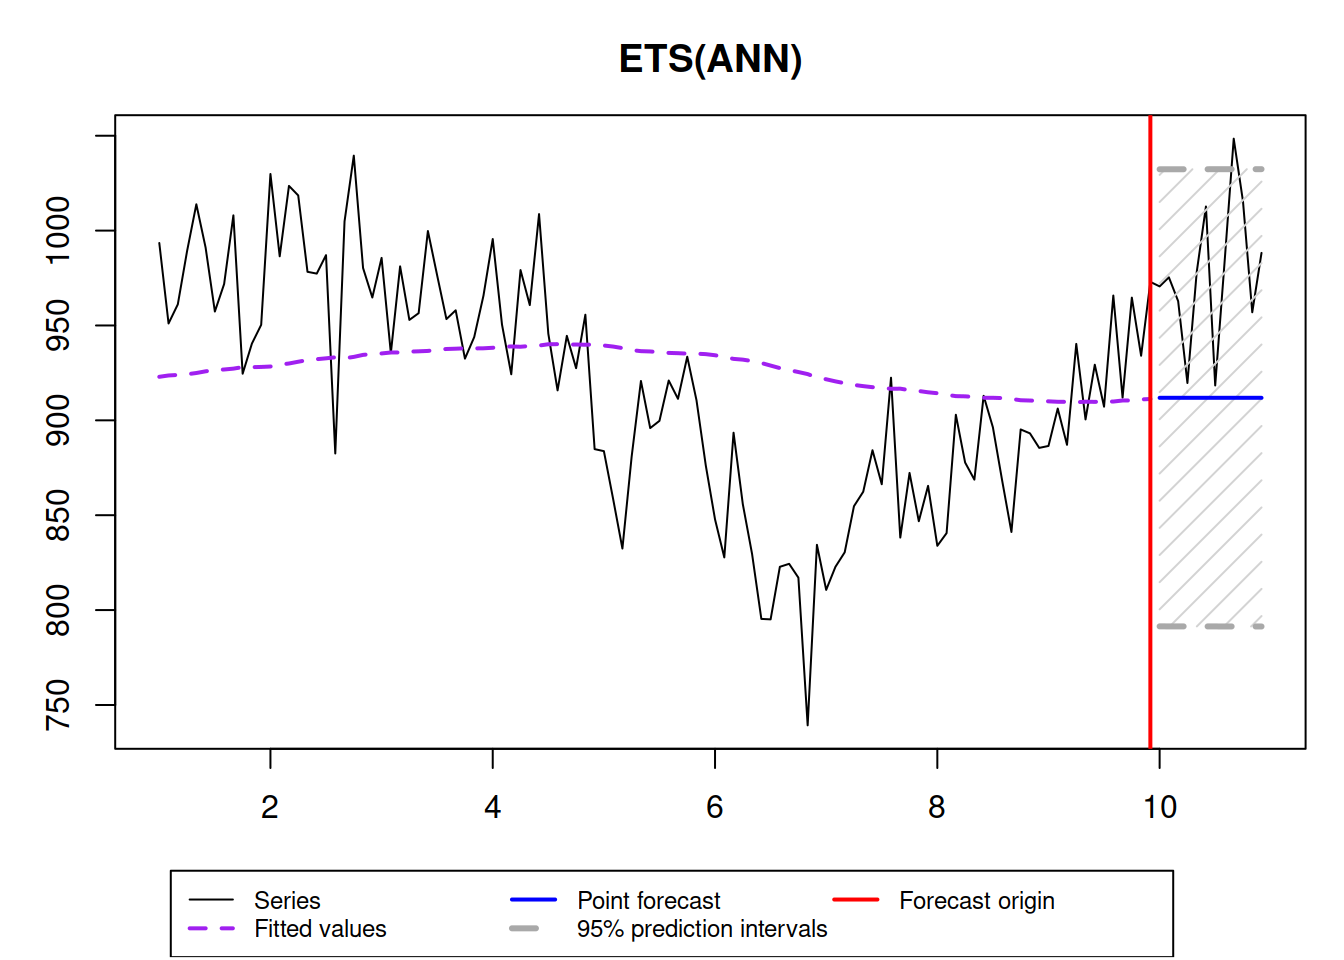 ETS(ANN)
1000
950
900
850
800
750
2 4 6 8 10
Series Point forecast Forecast origin
Fitted values 95% prediction intervals